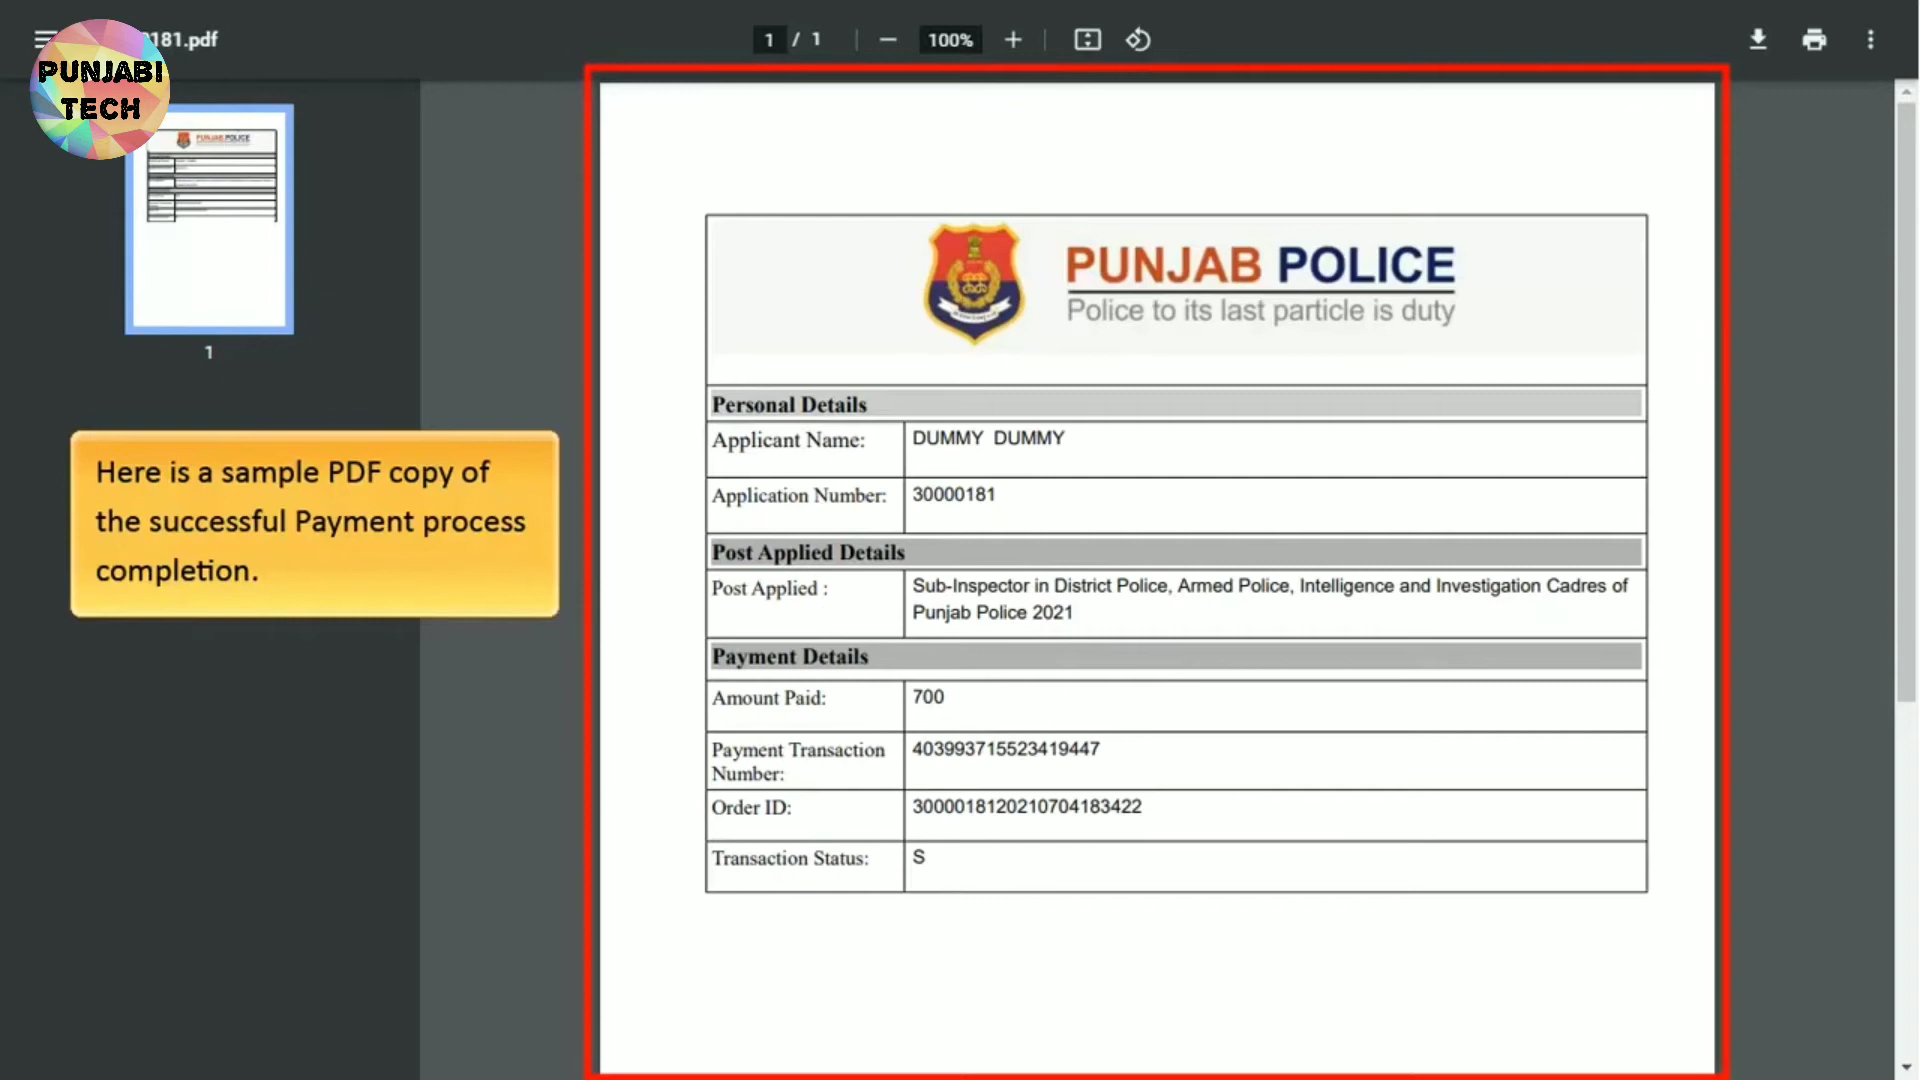 181.pdf
1 / 1
100%
PUNJABI
TECH
PUNJAB POLICE
1
Here is a sample PDF copy of
the successful Payment process
completion.
PUNJAB POLICE
Police to its last particle is duty
Personal Details
Applicant Name: DUMMY DUMMY
Application Number: 30000181
Post Applied Details
Post Applied : Sub-Inspector in District Police, Armed Police, Intelligence and Investigation Cadres of
Punjab Police 2021
Payment Details
Amount Paid: 700
Payment Transaction 403993715523419447
Number:
Order ID: 3000018120210704183422
Transaction Status: S